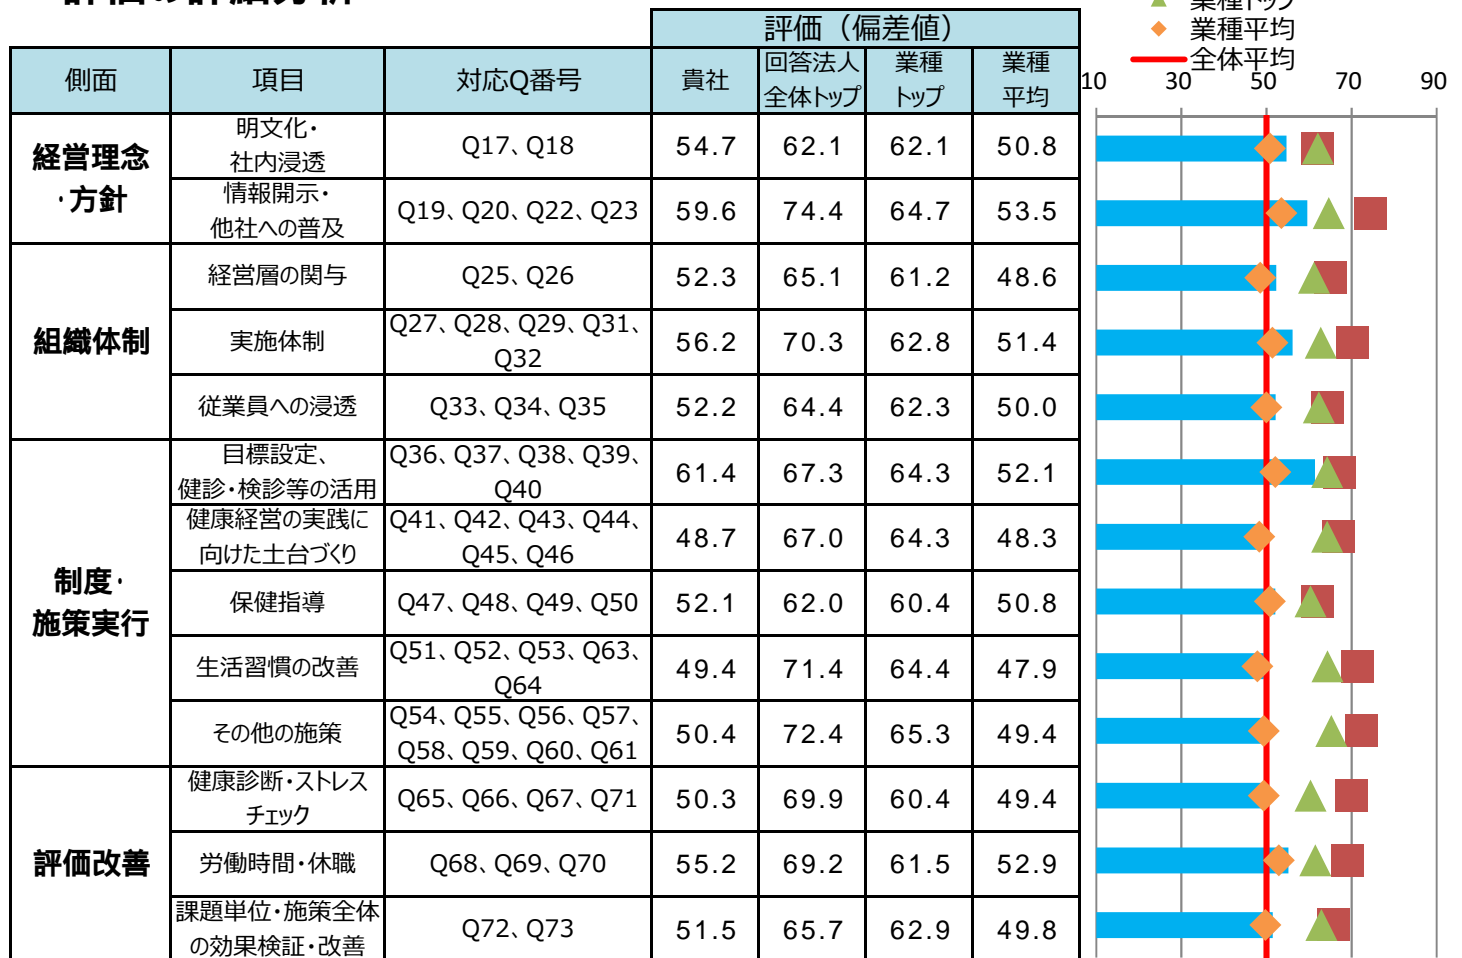 評価の詳細分析
業種トップ
業種平均
全体平均
評価（偏差値）
側面 項目 対応Q番号 貴社 回答法人 全体トップ 業種 トップ 業種 平均
10 30 50 70 90
経営理念
・方針
明文化・
社内浸透
Q17、Q18 54.7 62.1 62.1 50.8
情報開示・
他社への普及
Q19、Q20、Q22、Q23 59.6 74.4 64.7 53.5
組織体制
経営層の関与 Q25、Q26 52.3 65.1 61.2 48.6
実施体制
Q27、Q28、Q29、Q31、
Q32
56.2 70.3 62.8 51.4
従業員への浸透 Q33、Q34、Q35 52.2 64.4 62.3 50.0
制度・
施策実行
目標設定、
健診・検診等の活用
Q36、Q37、Q38、Q39、
Q40
61.4 67.3 64.3 52.1
健康経営の実践に
向けた土台づくり
Q41、Q42、Q43、Q44、
Q45、Q46
48.7 67.0 64.3 48.3
保健指導 Q47、Q48、Q49、Q50 52.1 62.0 60.4 50.8
生活習慣の改善
Q51、Q52、Q53、Q63、
Q64
49.4 71.4 64.4 47.9
その他の施策
Q54、Q55、Q56、Q57、
Q58、Q59、Q60、Q61
50.4 72.4 65.3 49.4
評価改善
健康診断・ストレス
チェック
Q65、Q66、Q67、Q71 50.3 69.9 60.4 49.4
労働時間・休職 Q68、Q69、Q70 55.2 69.2 61.5 52.9
課題単位・施策全体
の効果検証・改善
Q72、Q73 51.5 65.7 62.9 49.8